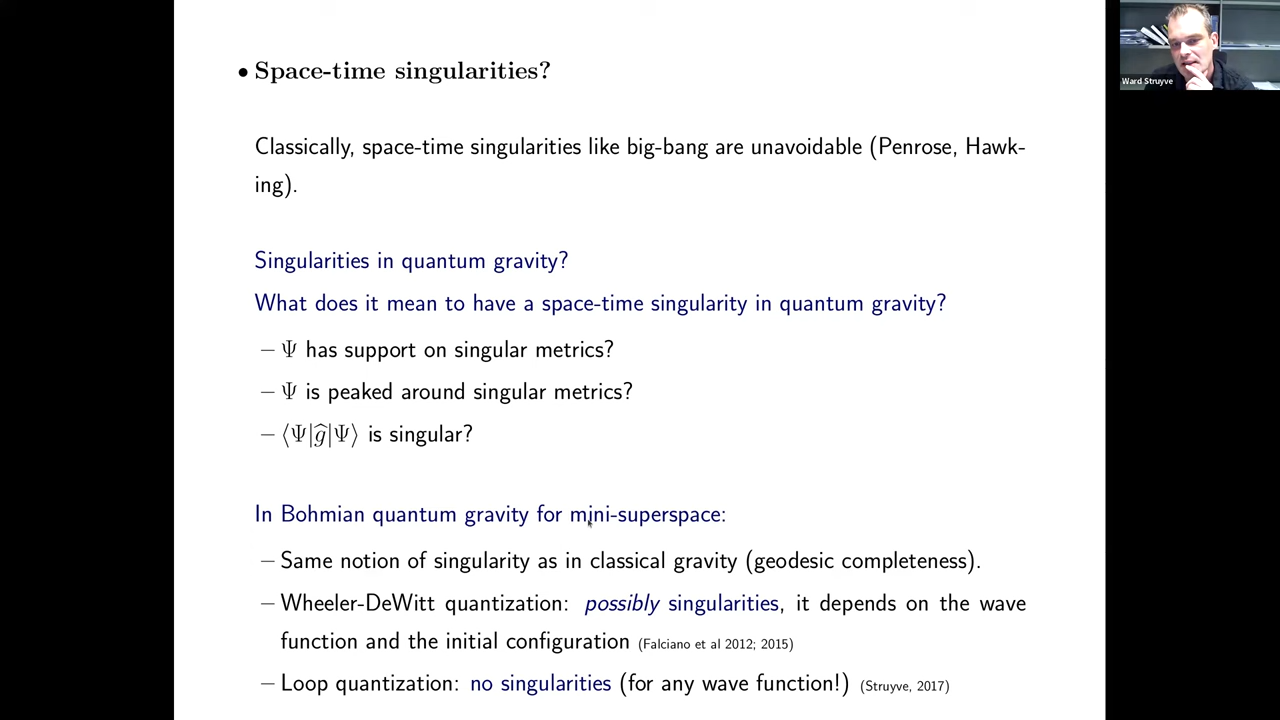 • Space-time singularities?
Classically, space-time singularities like big-bang are unavoidable (Penrose, Hawk-
ing).
Singularities in quantum gravity?
What does it mean to have a space-time singularity in quantum gravity?
– Ψ has support on singular metrics?
– Ψ is peaked around singular metrics?
– ⟨Ψ|ĝ|Ψ⟩ is singular?
In Bohmian quantum gravity for mini-superspace:
– Same notion of singularity as in classical gravity (geodesic completeness).
– Wheeler-DeWitt quantization: possibly singularities, it depends on the wave
function and the initial configuration (Falciano et al 2012; 2015)
– Loop quantization: no singularities (for any wave function!) (Struyve, 2017)
Ward Struyve